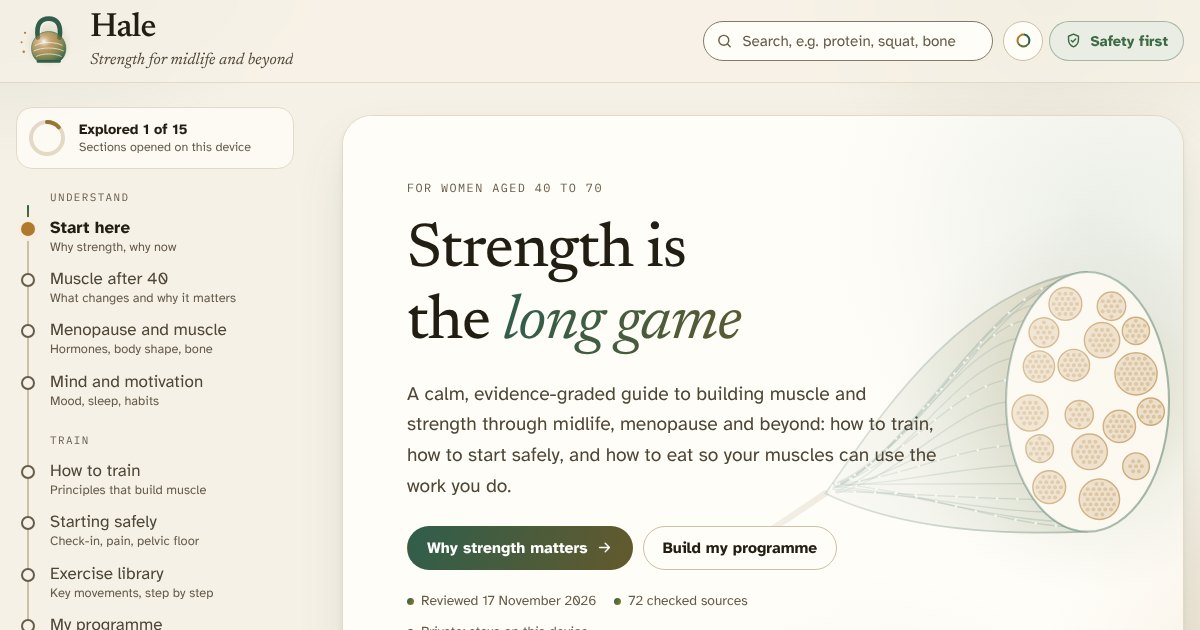 Hale
Strength for midlife and beyond
Search, e.g. protein, squat, bone
Safety first
Explored 1 of 15
Sections opened on this device
UNDERSTAND
Start here
Why strength, why now
Muscle after 40
What changes and why it matters
Menopause and muscle
Hormones, body shape, bone
Mind and motivation
Mood, sleep, habits
TRAIN
How to train
Principles that build muscle
Starting safely
Check-in, pain, pelvic floor
Exercise library
Key movements, step by step
My programme
FOR WOMEN AGED 40 TO 70
Strength is
the long game
A calm, evidence-graded guide to building muscle and
strength through midlife, menopause and beyond: how to train,
how to start safely, and how to eat so your muscles can use the
work you do.
Why strength matters
Build my programme
Reviewed 17 November 2026
72 checked sources